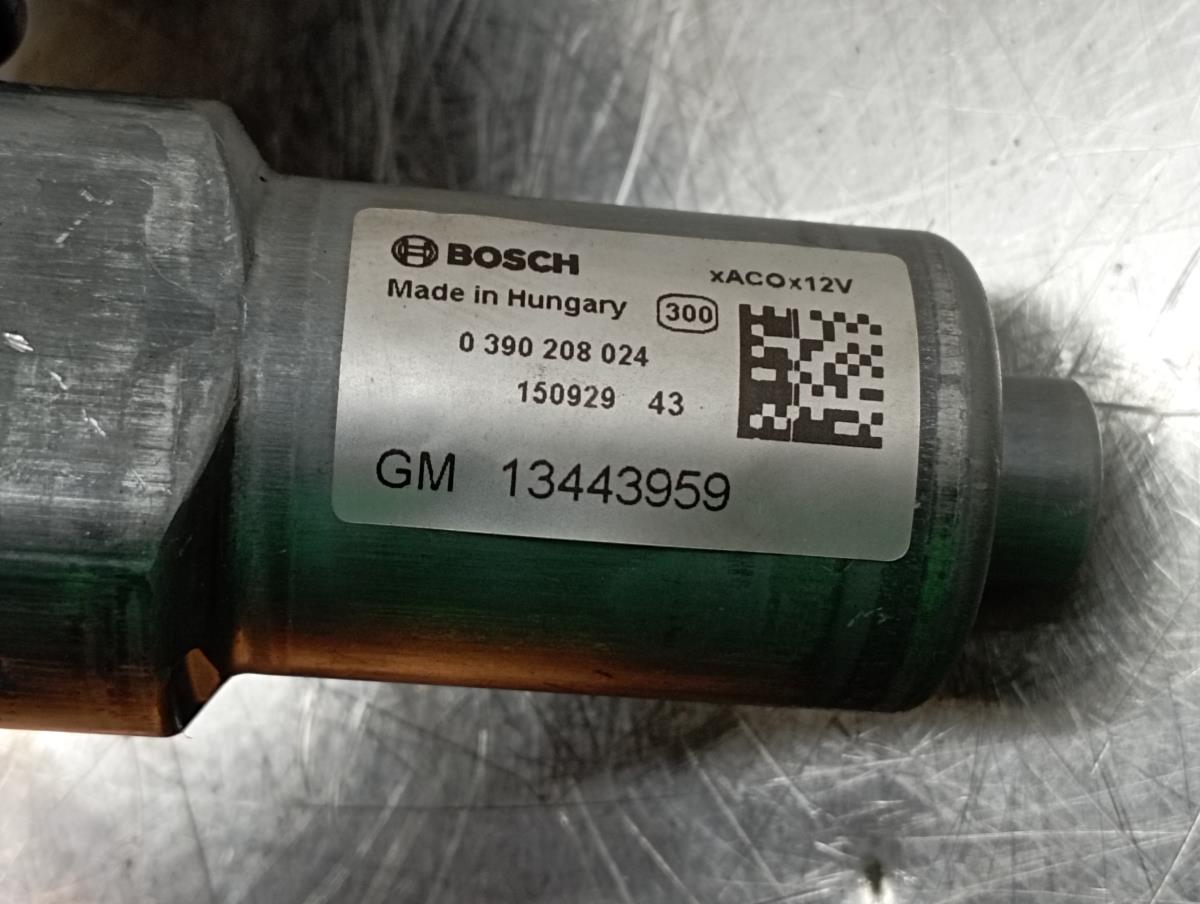 BOSCH
xACOx12V
Made in Hungary 300
0 390 208 024
150929 43
GM 13443959